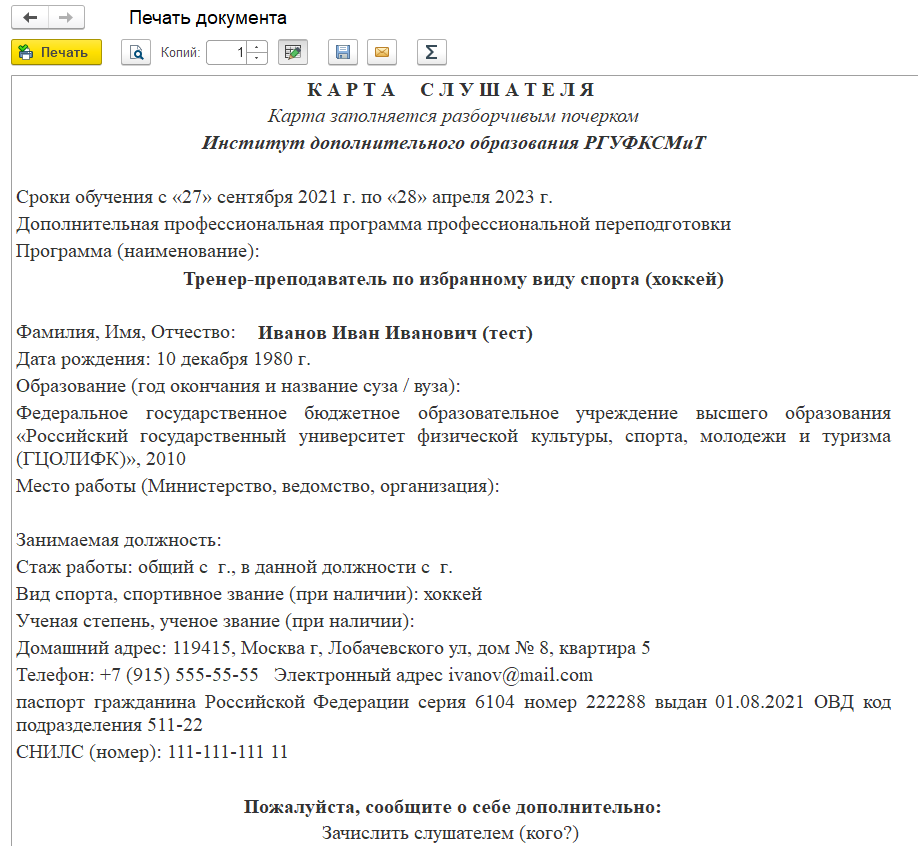 Печать документа
Печать Копий: 1 Σ
К А Р Т А С Л У Ш А Т Е Л Я
Карта заполняется разборчивым почерком
Институт дополнительного образования РГУФКСМиТ
Сроки обучения с «27» сентября 2021 г. по «28» апреля 2023 г.
Дополнительная профессиональная программа профессиональной переподготовки
Программа (наименование):
Тренер-преподаватель по избранному виду спорта (хоккей)
Фамилия, Имя, Отчество: Иванов Иван Иванович (тест)
Дата рождения: 10 декабря 1980 г.
Образование (год окончания и название суза / вуза):
Федеральное государственное бюджетное образовательное учреждение высшего образования
«Российский государственный университет физической культуры, спорта, молодежи и туризма
(ГЦОЛИФК)», 2010
Место работы (Министерство, ведомство, организация):
Занимаемая должность:
Стаж работы: общий с г., в данной должности с г.
Вид спорта, спортивное звание (при наличии): хоккей
Ученая степень, ученое звание (при наличии):
Домашний адрес: 119415, Москва г, Лобачевского ул, дом № 8, квартира 5
Телефон: +7 (915) 555-55-55 Электронный адрес ivanov@mail.com
паспорт гражданина Российской Федерации серия 6104 номер 222288 выдан 01.08.2021 ОВД код
подразделения 511-22
СНИЛС (номер): 111-111-111 11
Пожалуйста, сообщите о себе дополнительно:
Зачислить слушателем (кого?)